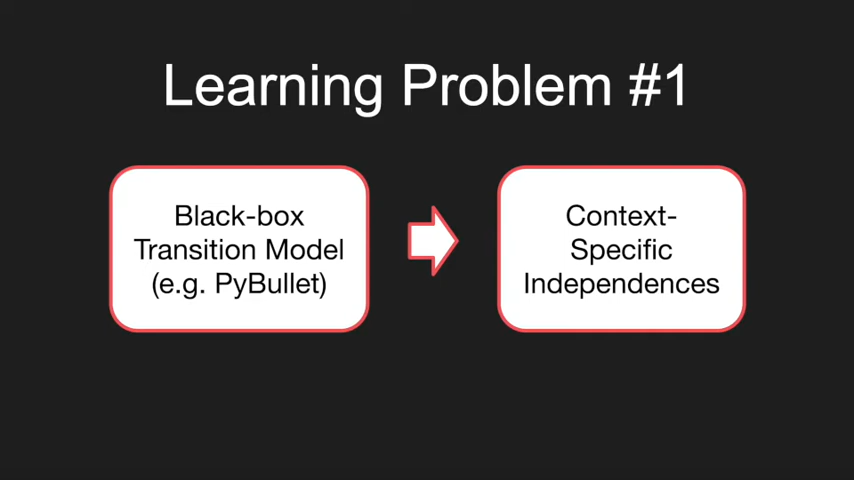 Learning Problem #1
Black-box
Transition Model
(e.g. PyBullet)
Context-
Specific
Independences